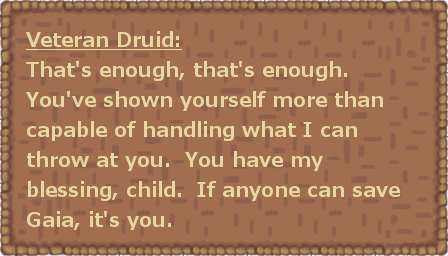 Veteran Druid:
That's enough, that's enough.
You've shown yourself more than
capable of handling what I can
throw at you.  You have my
blessing, child.  If anyone can save
Gaia, it's you.